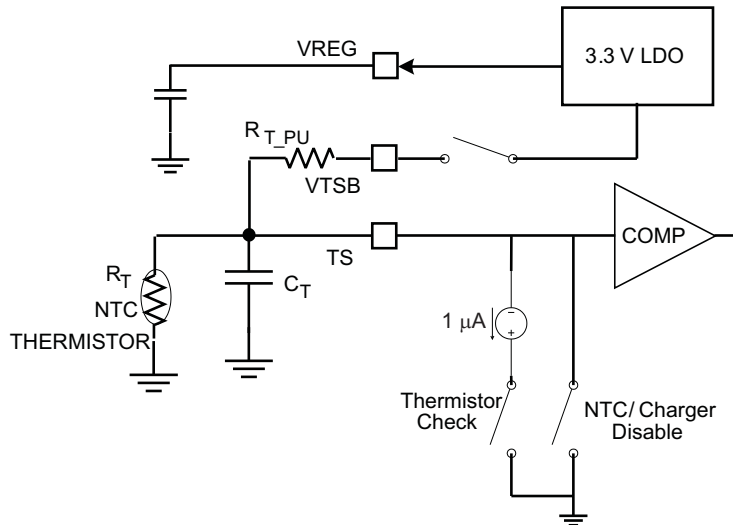 VREG
3.3 V LDO
R T_PU
VTSB
TS
COMP
R T
NTC
THERMISTOR
C T
1 μA
−
+
Thermistor
Check
NTC/ Charger
Disable